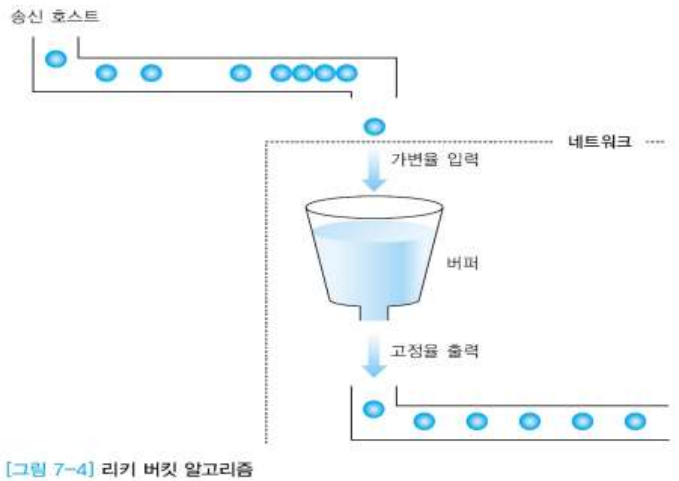 송신 호스트
네트워크
가변율 입력
버퍼
고정율 출력
[그림 7-4] 리키 버킷 알고리즘